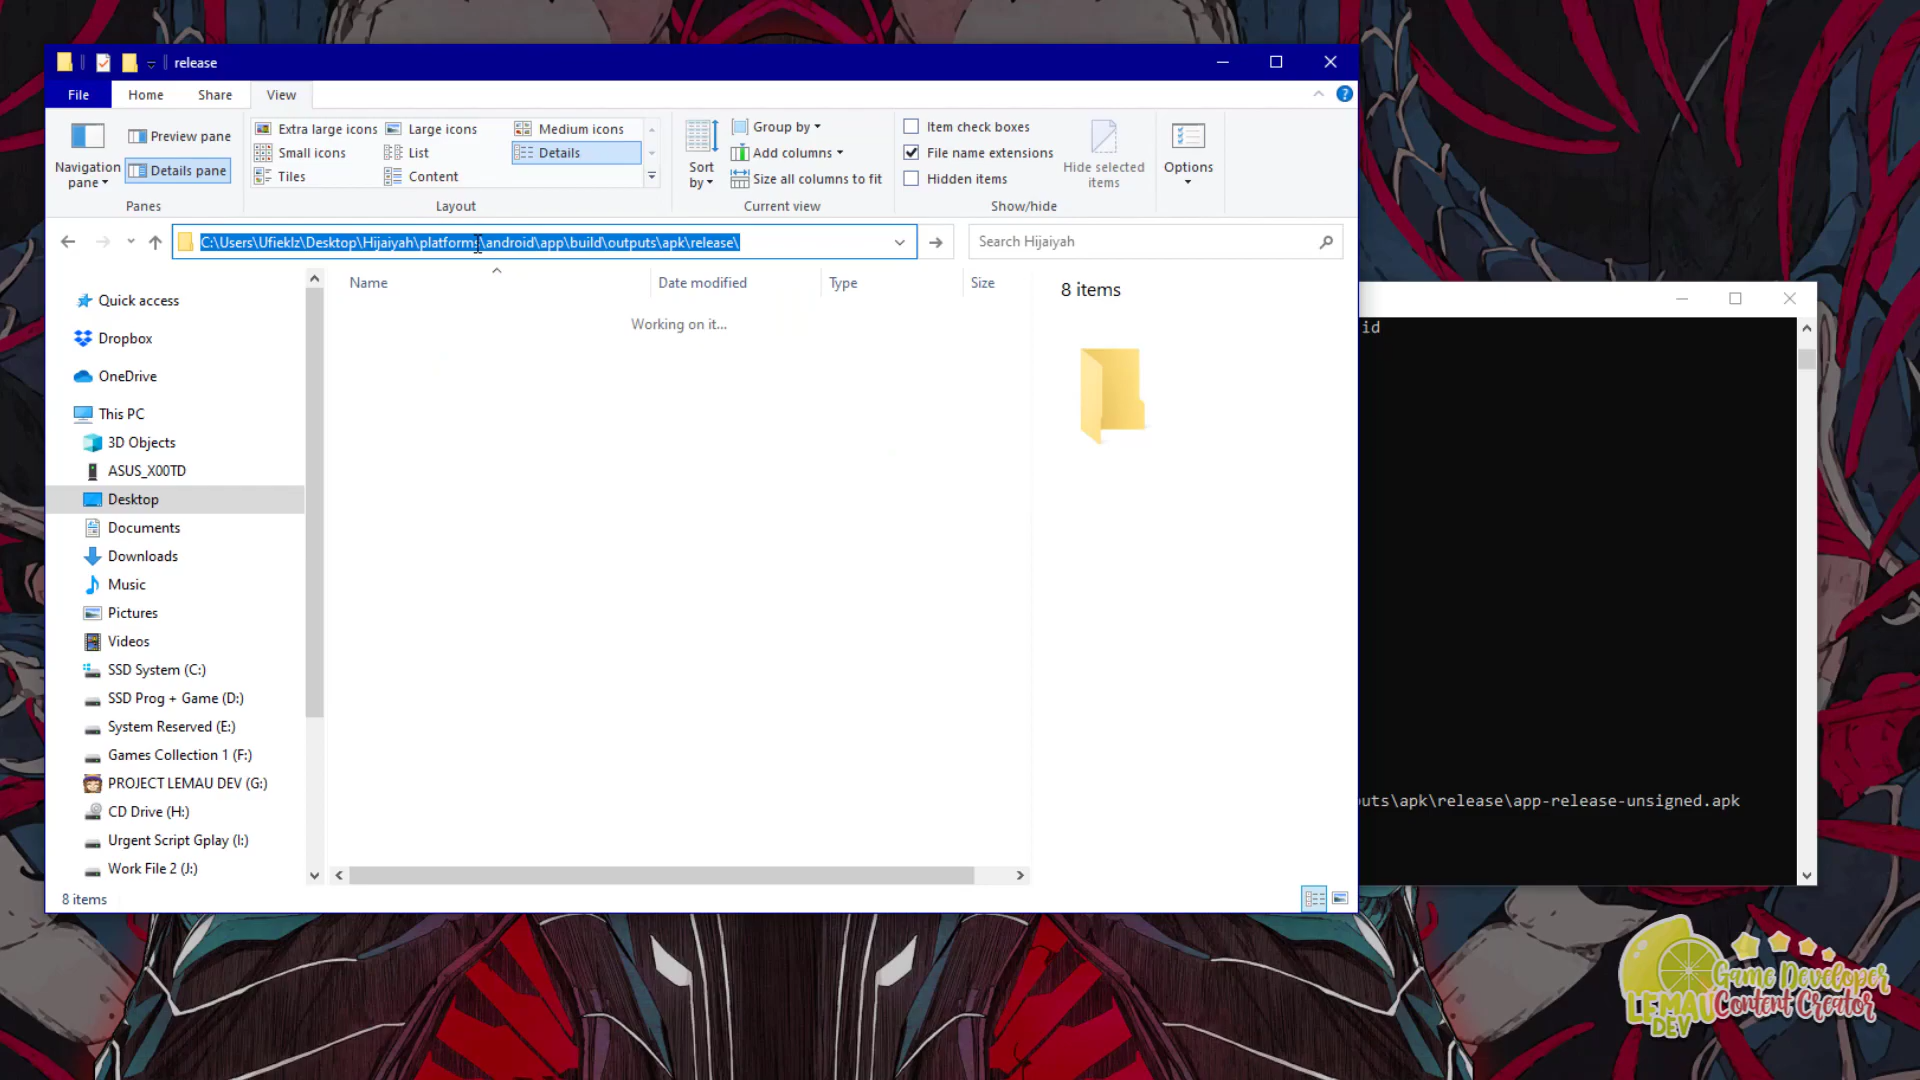 release
File
Home
Share
View
Navigation pane
Preview pane
Details pane
Panes
Extra large icons
Large icons
Medium icons
Small icons
List
Details
Tiles
Content
Layout
Sort by
Group by
Add columns
Size all columns to fit
Current view
Item check boxes
File name extensions
Hidden items
Show/hide
Hide selected items
Options
C:\Users\Ufieklz\Desktop\Hijaiyah\platforms\android\app\build\outputs\apk\release\
Search Hijaiyah
Name
Date modified
Type
Size
Working on it...
8 items
Quick access
Dropbox
OneDrive
This PC
3D Objects
ASUS_X00TD
Desktop
Documents
Downloads
Music
Pictures
Videos
SSD System (C:)
SSD Prog + Game (D:)
System Reserved (E:)
Games Collection 1 (F:)
PROJECT LEMAU DEV (G:)
CD Drive (H:)
Urgent Script Gplay (I:)
Work File 2 (J:)
8 items
id
puts\apk\release\app-release-unsigned.apk
LEMAU DEV
Game Developer
Content Creator